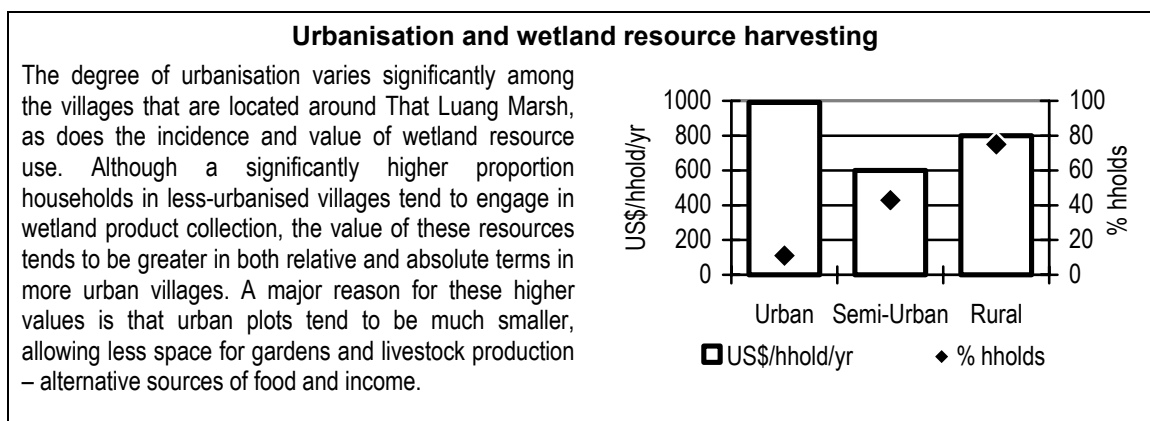 Urbanisation and wetland resource harvesting
The degree of urbanisation varies significantly among
the villages that are located around That Luang Marsh,
as does the incidence and value of wetland resource
use. Although a significantly higher proportion
households in less-urbanised villages tend to engage in
wetland product collection, the value of these resources
tends to be greater in both relative and absolute terms in
more urban villages. A major reason for these higher
values is that urban plots tend to be much smaller,
allowing less space for gardens and livestock production
– alternative sources of food and income.
US$/hhold/yr
1000
800
600
400
200
0
100
80
60
40
20
0
% hholds
Urban Semi-Urban Rural
US$/hhold/yr % hholds